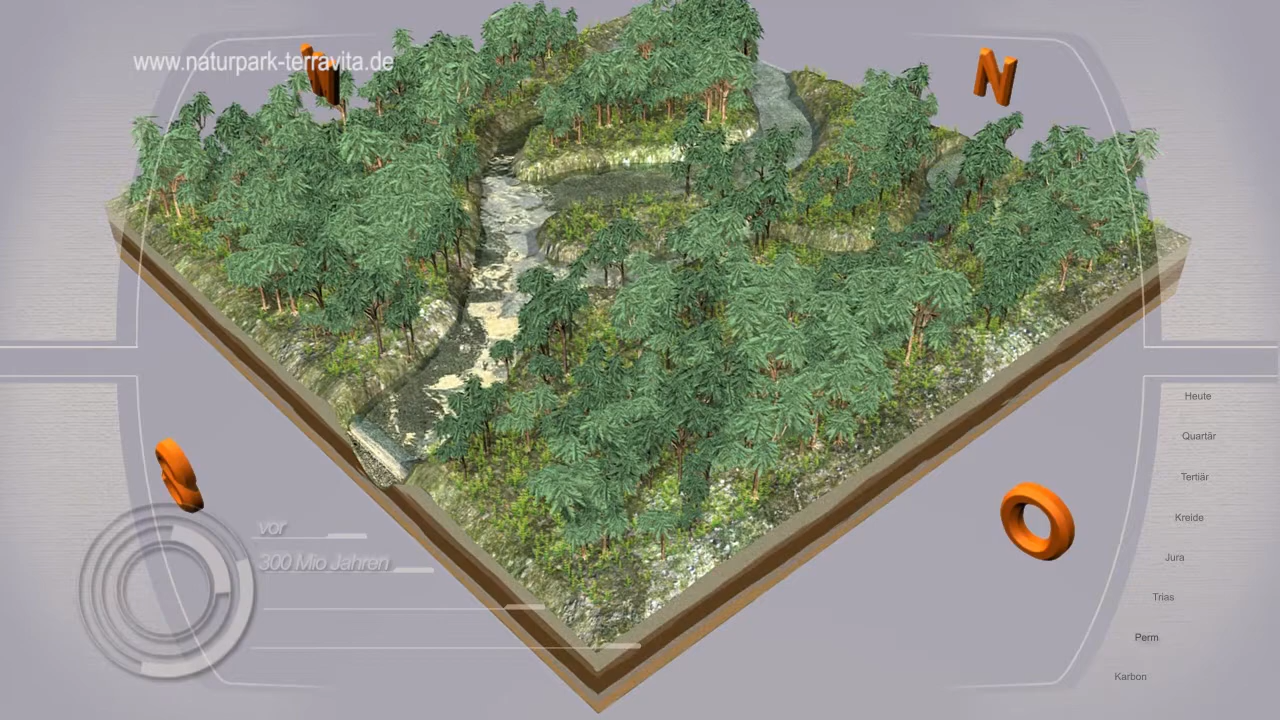 www.naturpark-terravita.de
W
N
S
O
vor
300 Mio Jahren
Heute
Quartär
Tertiär
Kreide
Jura
Trias
Perm
Karbon